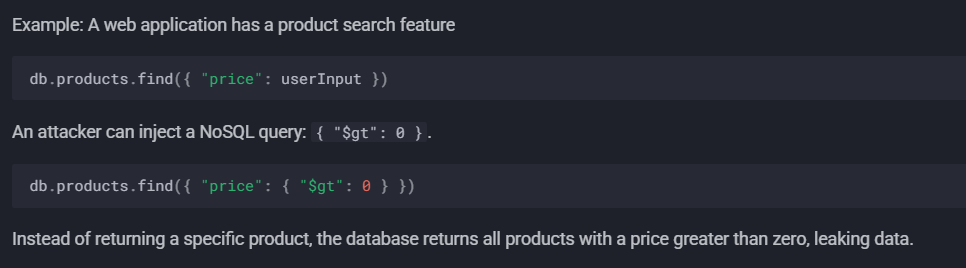 Example: A web application has a product search feature
db.products.find({ "price": userInput })
An attacker can inject a NoSQL query: { "$gt": 0 }.
db.products.find({ "price": { "$gt": 0 } })
Instead of returning a specific product, the database returns all products with a price greater than zero, leaking data.